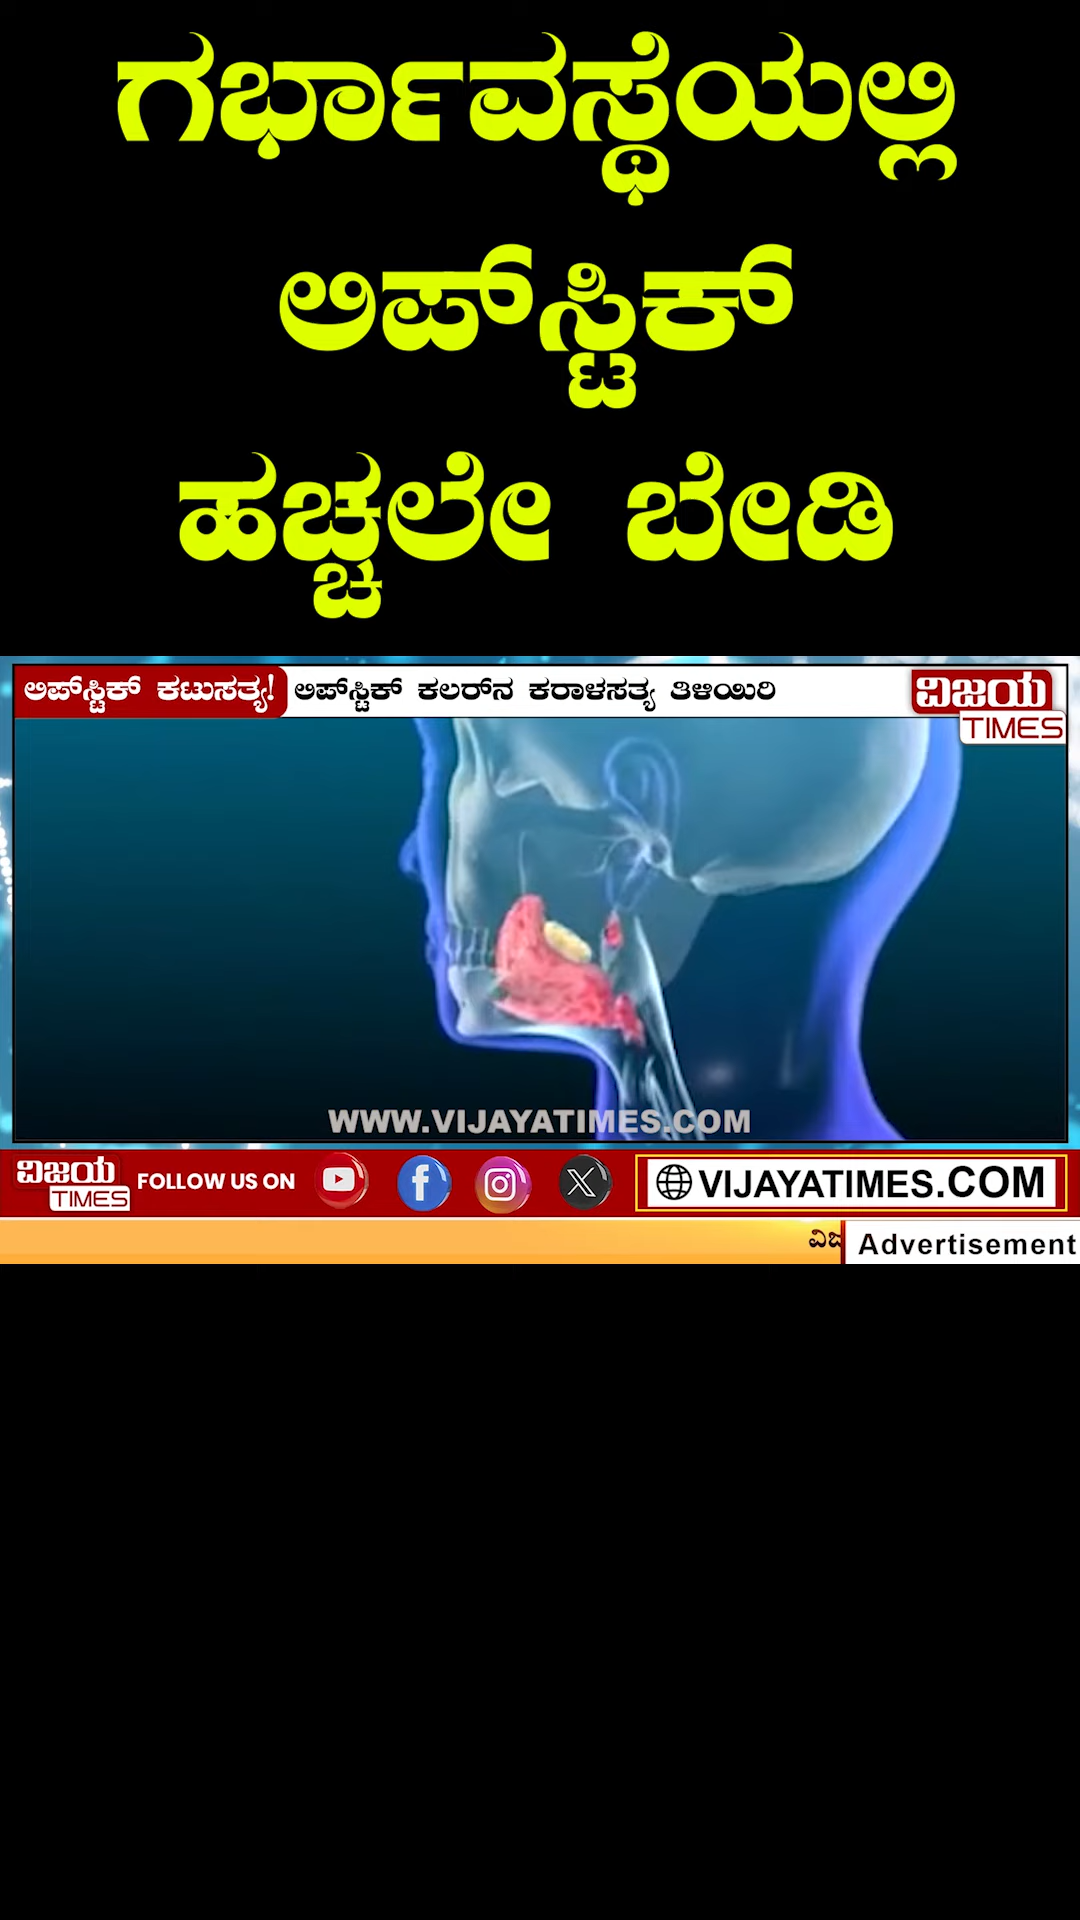 ಗರ್ಭಾವಸ್ಥೆಯಲ್ಲಿ
ಲಿಪ್‌ಸ್ಟಿಕ್
ಹಚ್ಚಲೇ ಬೇಡಿ
ಲಿಪ್‌ಸ್ಟಿಕ್ ಕಟುಸತ್ಯ! ಲಿಪ್‌ಸ್ಟಿಕ್ ಕಲರ್‌ನ ಕರಾಳಸತ್ಯ ತಿಳಿಯಿರಿ
ವಿಜಯ
TIMES
WWW.VIJAYATIMES.COM
ವಿಜಯ
TIMES
FOLLOW US ON
VIJAYATIMES.COM
Advertisement